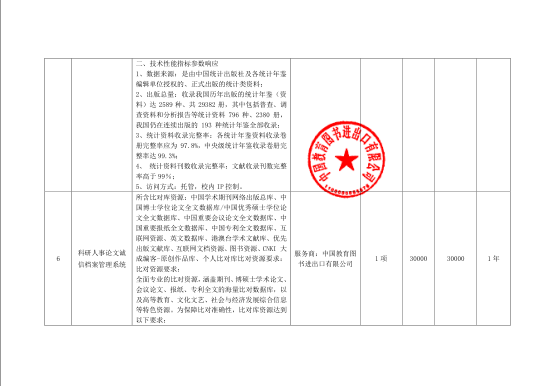 二、技术性能指标参数响应
1、数据来源：是由中国统计出版社及各统计年鉴
编辑单位授权的、正式出版的统计类资料；
2、出版总量：收录我国历年出版的统计年鉴（资
料）达 2589 种、共 29382 册，其中包括普查、调
查资料和分析报告等统计资料 796 种、2380 册，
我国仍在连续出版的 193 种统计年鉴全部收录；
3、统计资料收录完整率：各统计年鉴资料收录卷
册完整率应为 97.8%，中央级统计年鉴收录卷册完
整率达 99.3%；
4、 统计资料刊数收录完整率：文献收录刊数完整
率高于 99%；
5、访问方式：托管，校内 IP 控制。
中国教育图书进出口有限公司
6
科研人事论文诚
信档案管理系统
所含比对库资源：中国学术期刊网络出版总库、中
国博士学位论文全文数据库/中国优秀硕士学位论
文全文数据库、中国重要会议论文全文数据库、中
国重要报纸全文数据库、中国专利全文数据库、互
联网资源、英文数据库、港澳台学术文献库、优先
出版文献库、互联网文档资源、图书资源、CNKI 大
成编客-原创作品库、个人比对库比对资源要求：
比对资源要求：
全面专业的比对资源，涵盖期刊、博硕士学术论文、
会议论文、报纸、专利全文的海量比对数据库，以
及高等教育、文化文艺、社会与经济发展综合信息
等特色资源。为保障比对准确性，比对库资源达到
以下要求；
服务商：中国教育图
书进出口有限公司
1 项
30000
30000
1 年